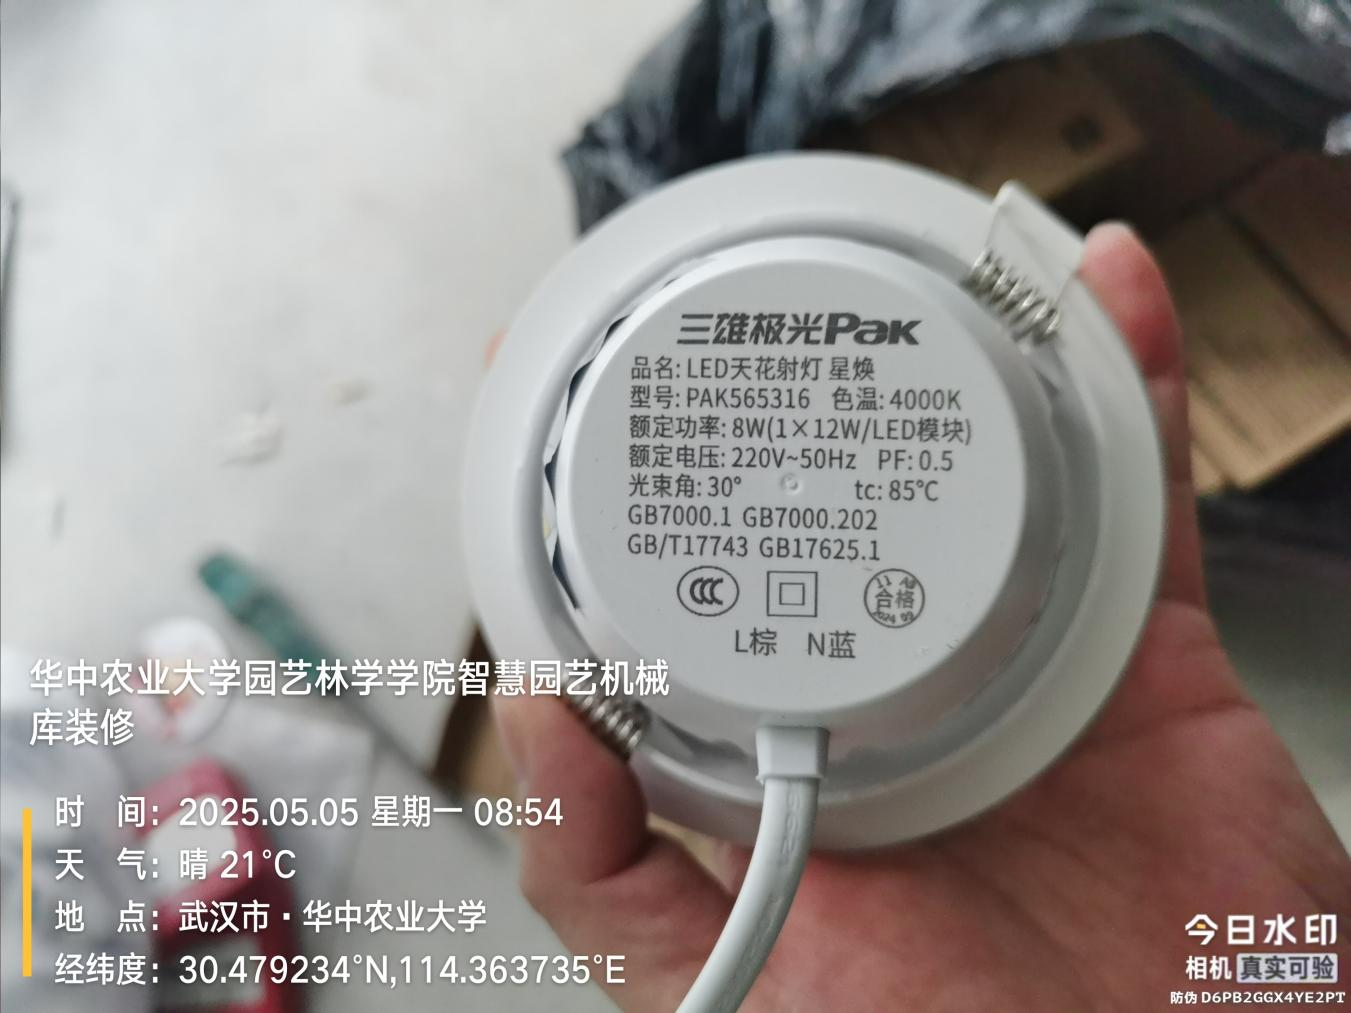 三雄极光Pak
品名: LED天花射灯 星焕
型号: PAK565316 色温: 4000K
额定功率: 8W(1×12W/LED模块)
额定电压: 220V~50Hz PF: 0.5
光束角: 30° tc: 85℃
GB7000.1 GB7000.202
GB/T17743 GB17625.1
CCC
11 AB
合格
2024 09
L棕 N蓝
华中农业大学园艺林学学院智慧园艺机械
库装修
时 间: 2025.05.05 星期一 08:54
天 气: 晴 21°C
地 点: 武汉市·华中农业大学
经纬度: 30.479234°N,114.363735°E
今日水印
相机 真实可验
防伪 D6PB2GGX4YE2PT